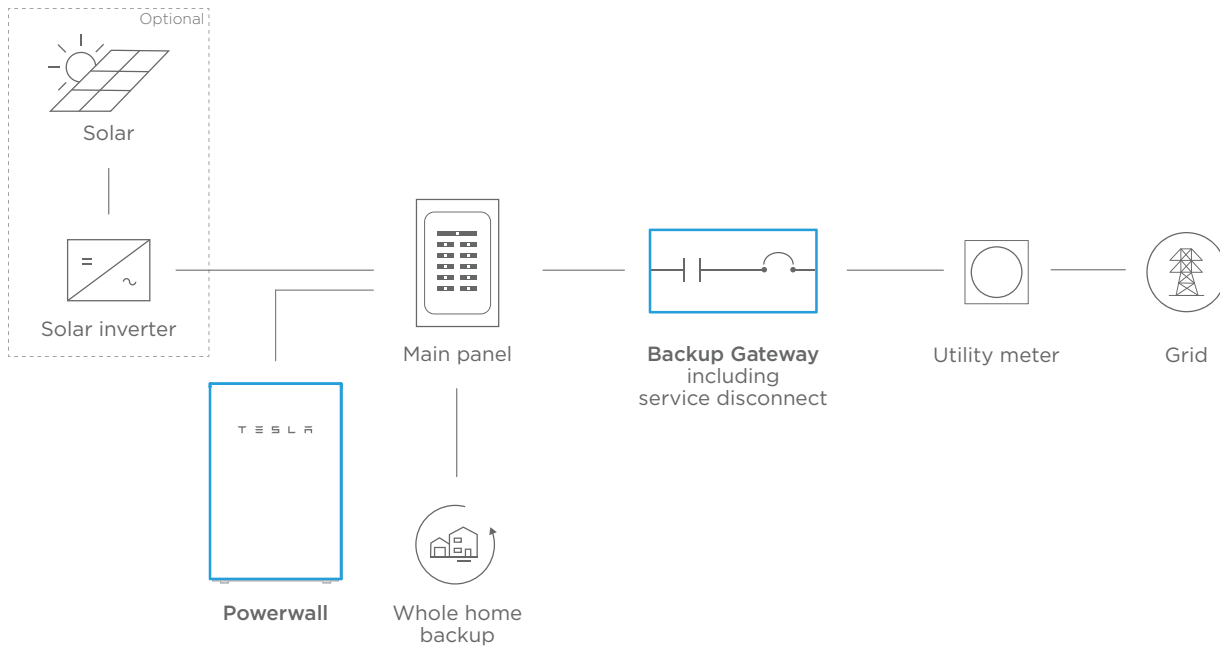 Optional
Solar
Solar inverter
TESLA
Powerwall
Main panel
Whole home
backup
Backup Gateway
including
service disconnect
Utility meter
Grid